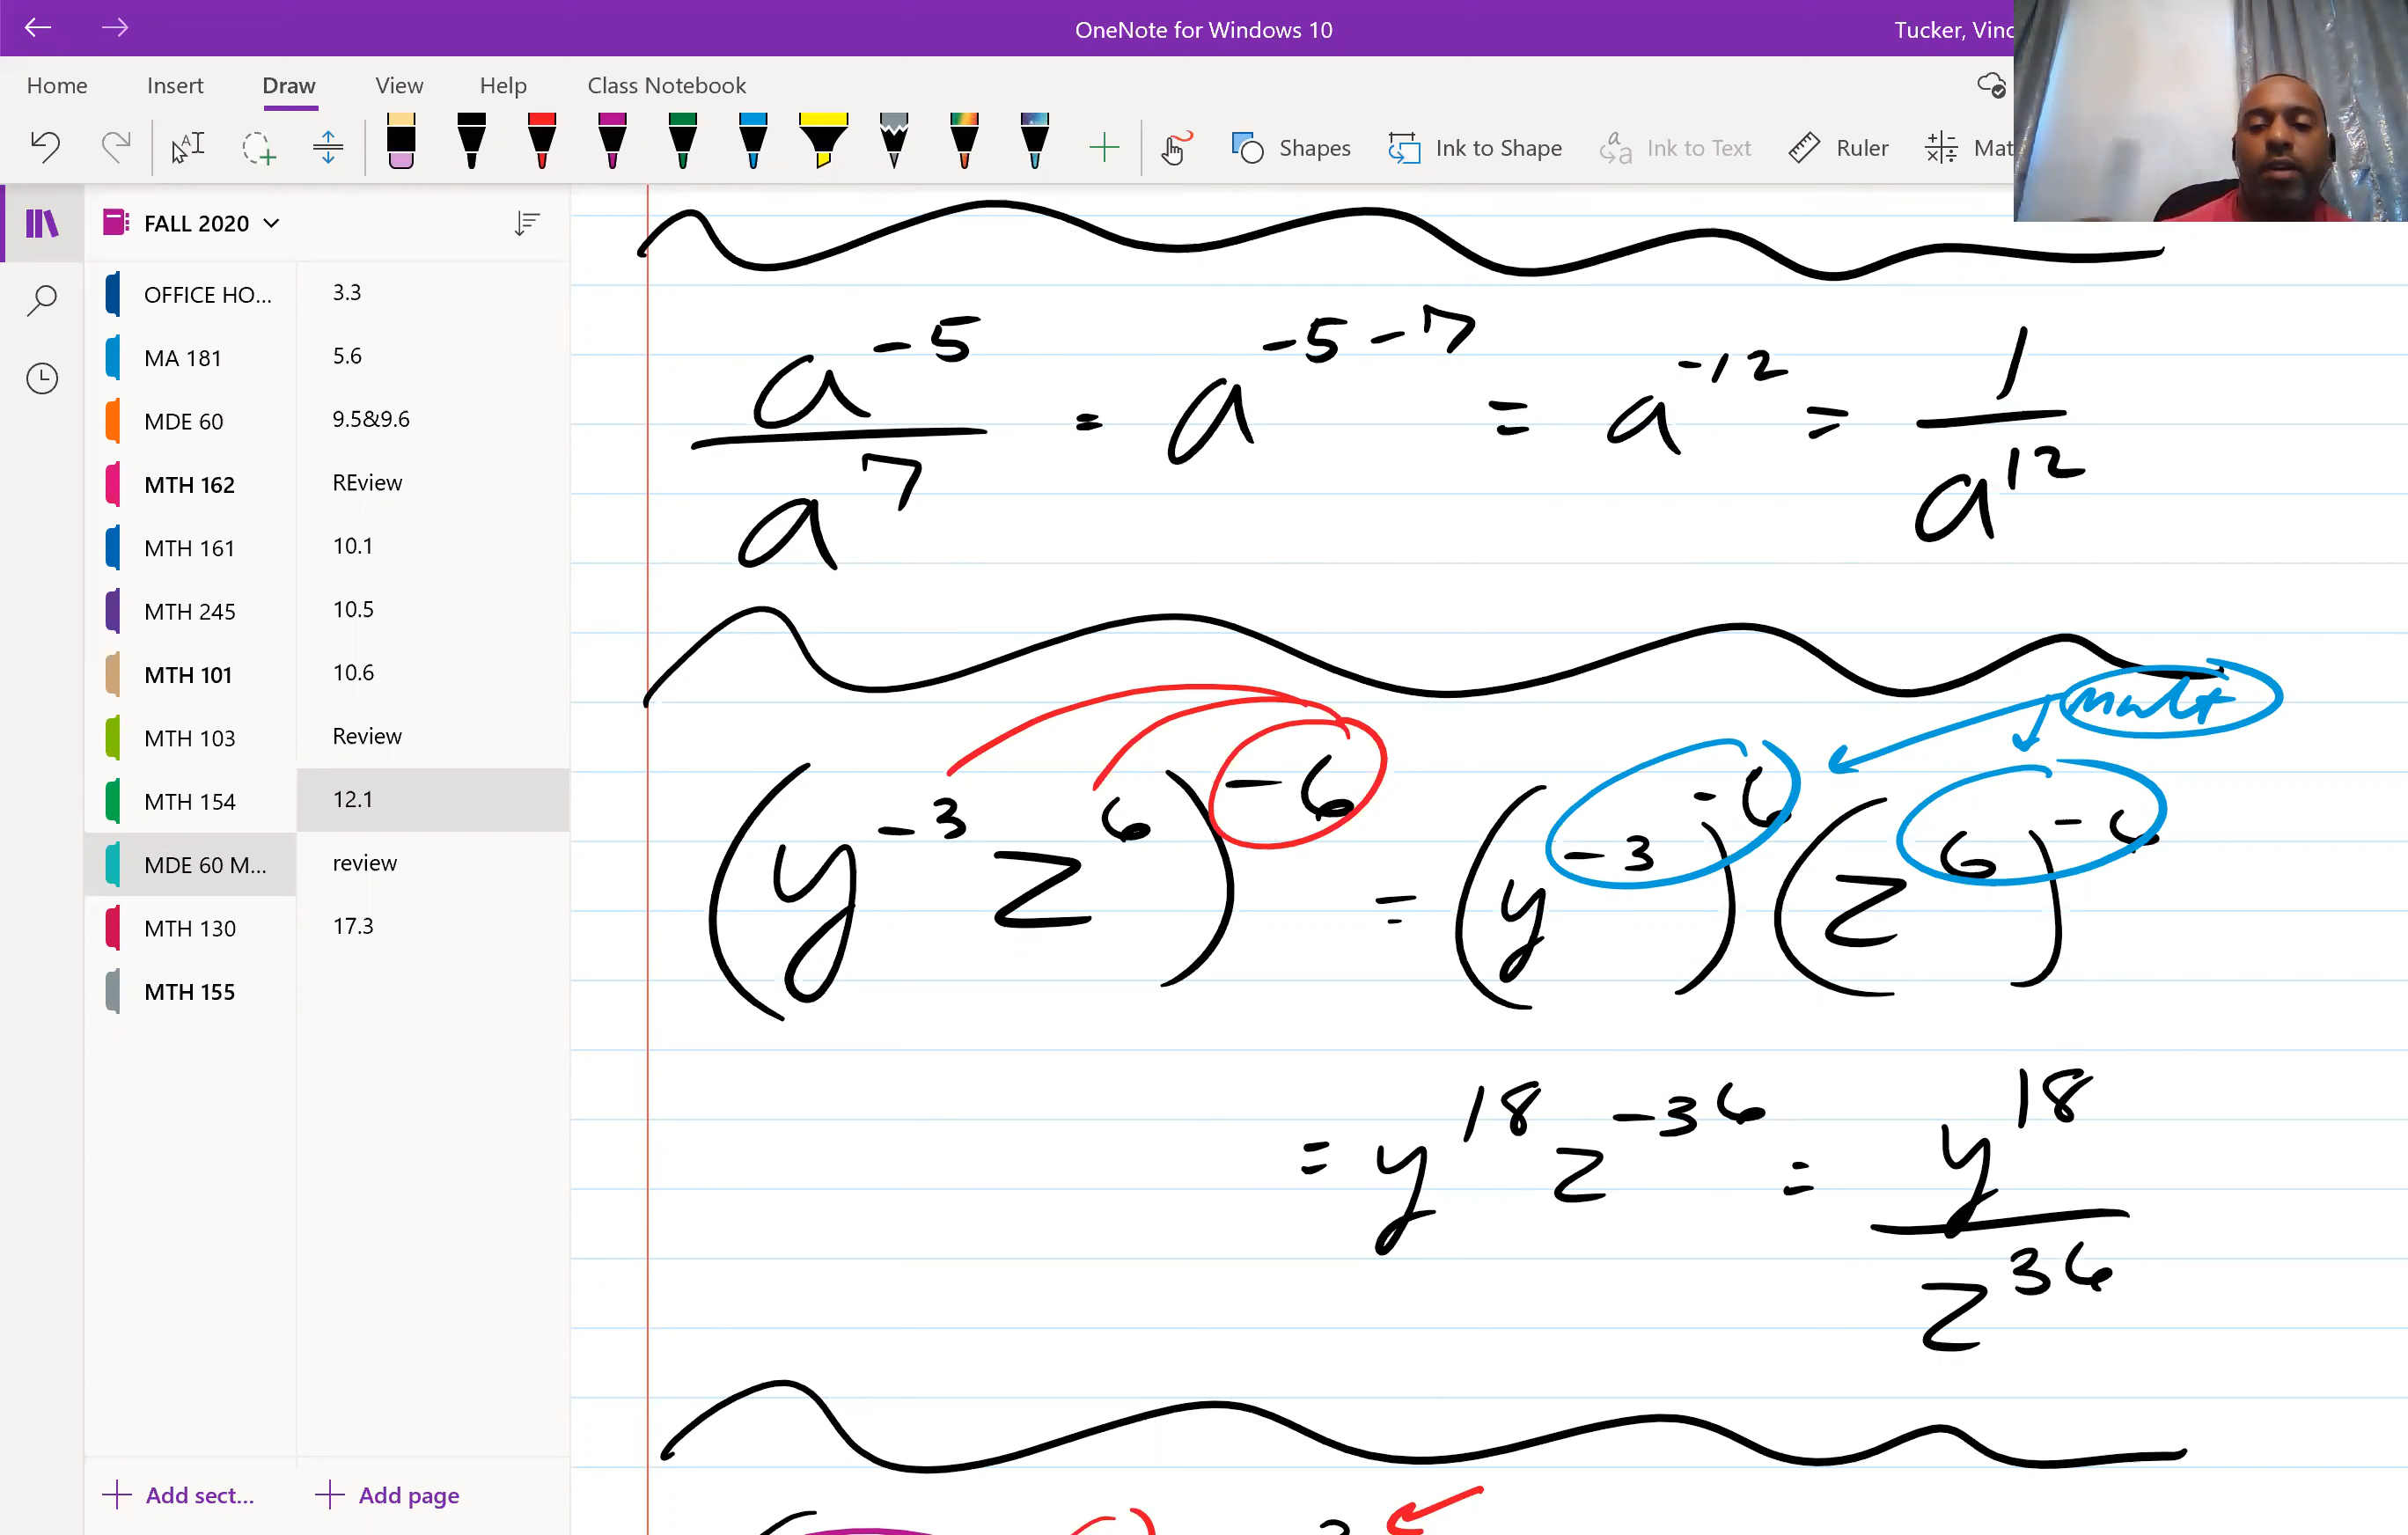 OneNote for Windows 10
Tucker, Vinc
Home Insert Draw View Help Class Notebook
Shapes Ink to Shape Ink to Text Ruler Mat
FALL 2020
OFFICE HO...
MA 181
MDE 60
MTH 162
MTH 161
MTH 245
MTH 101
MTH 103
MTH 154
MDE 60 M...
MTH 130
MTH 155
3.3
5.6
9.5&9.6
REview
10.1
10.5
10.6
Review
12.1
review
17.3
Add sect...
Add page
a^{-5} / a^{7} = a^{-5-7} = a^{-12} = 1 / a^{12}
mult
(y^{-3} z^{6})^{-6} = (y^{-3})^{-6} (z^{6})^{-6}
= y^{18} z^{-36} = y^{18} / z^{36}